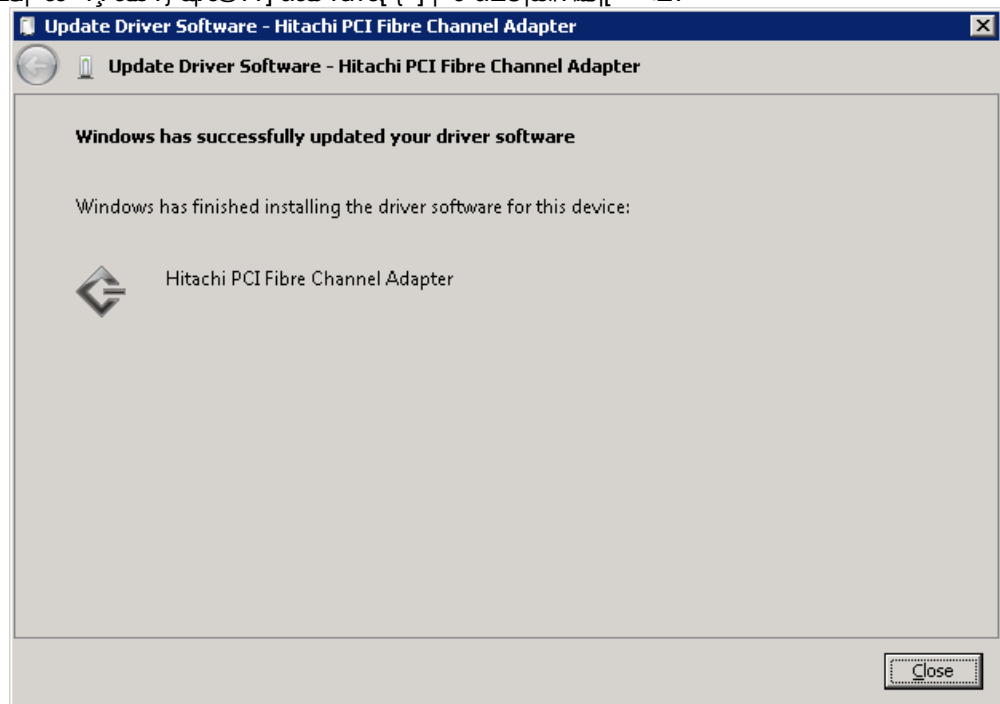 Update Driver Software - Hitachi PCI Fibre Channel Adapter
Update Driver Software - Hitachi PCI Fibre Channel Adapter
Windows has successfully updated your driver software
Windows has finished installing the driver software for this device:
Hitachi PCI Fibre Channel Adapter
Close